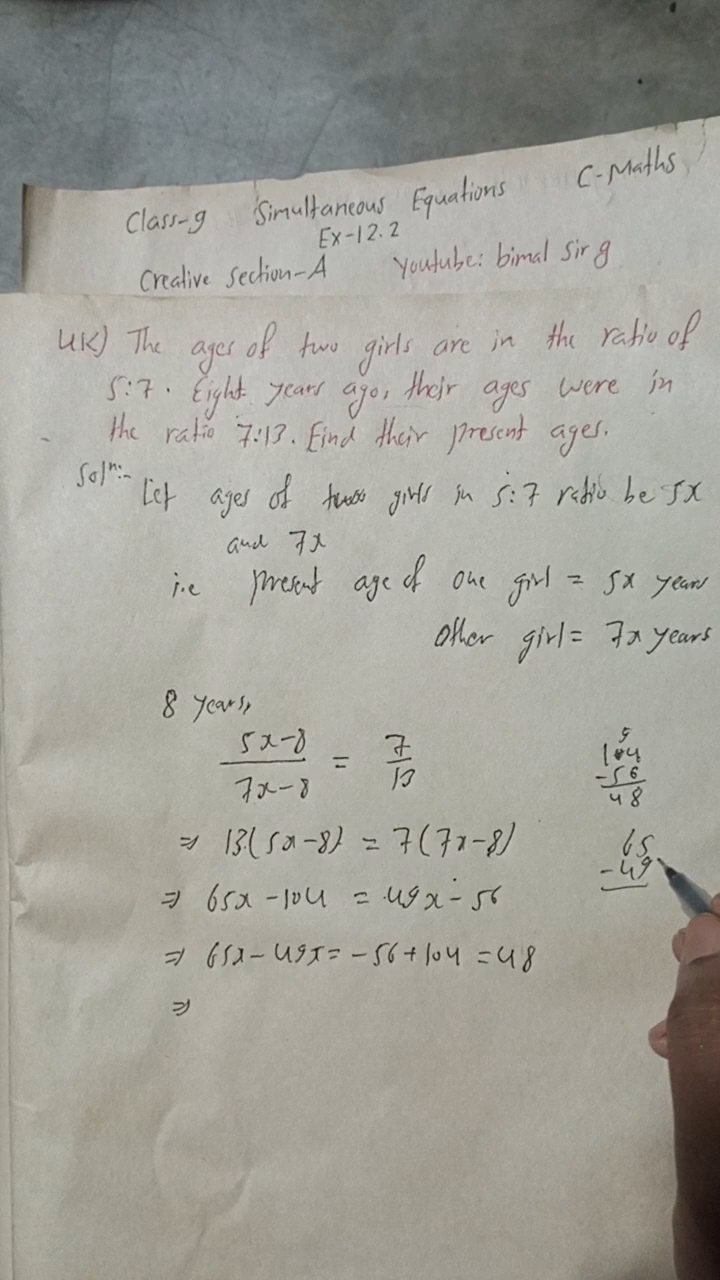 Class-9 Simultaneous Equations C-Maths
Ex-12.2
Creative Section-A Youtube: bimal sir g
4K) The ages of two girls are in the ratio of
5:7. Eight years ago, their ages were in
the ratio 7:13. Find their present ages.
Solⁿ:- Let ages of two girls in 5:7 ratio be 5x
and 7x
i.e present age of one girl = 5x years
Other girl = 7x years
8 years,
5x-8 / 7x-8 = 7 / 13
⇒ 13(5x-8) = 7(7x-8)
⇒ 65x-104 = 49x-56
⇒ 65x-49x = -56+104 = 48
⇒
9
104
-56
48
65
-49